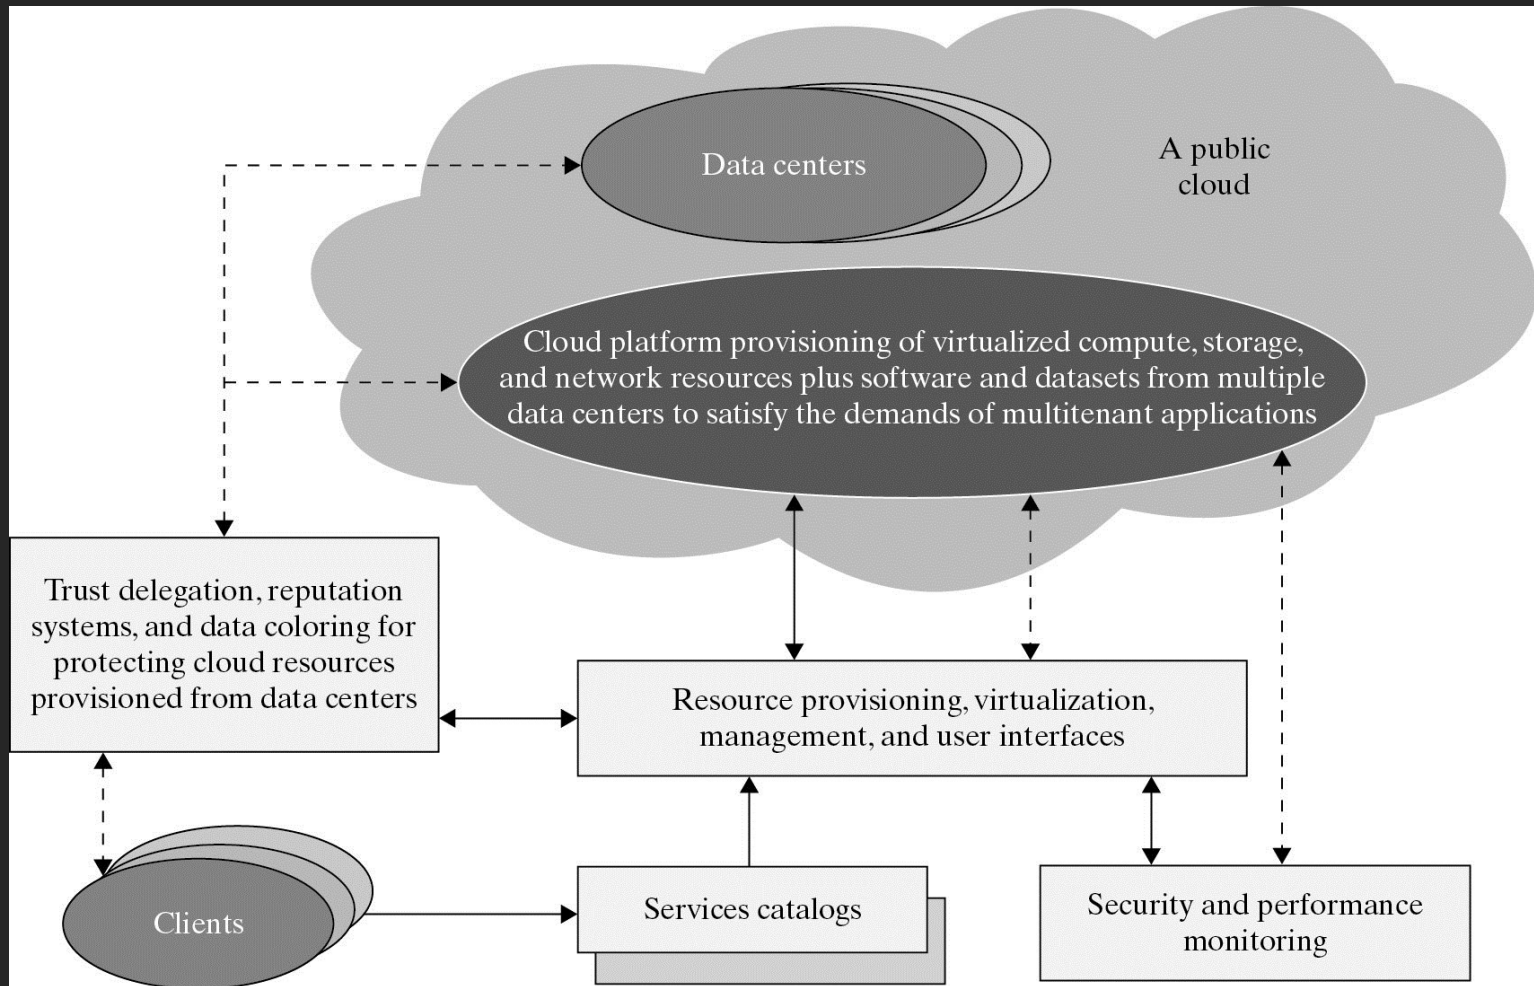 Data centers
A public
cloud
Cloud platform provisioning of virtualized compute, storage,
and network resources plus software and datasets from multiple
data centers to satisfy the demands of multitenant applications
Trust delegation, reputation
systems, and data coloring for
protecting cloud resources
provisioned from data centers
Resource provisioning, virtualization,
management, and user interfaces
Clients
Services catalogs
Security and performance
monitoring